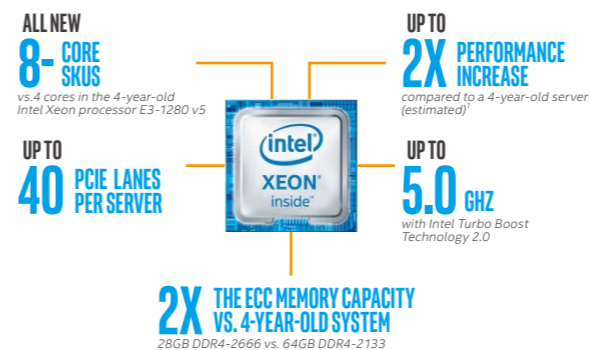 ALL NEW
8- CORE
SKUS
vs.4 cores in the 4-year-old
Intel Xeon processor E3-1280 v5
UP TO
2X PERFORMANCE
INCREASE
compared to a 4-year-old server
(estimated)¹
UP TO
40 PCIE LANES
PER SERVER
intel
XEON®
inside™
UP TO
5.0 GHZ
with Intel Turbo Boost
Technology 2.0
2X THE ECC MEMORY CAPACITY
VS. 4-YEAR-OLD SYSTEM
28GB DDR4-2666 vs. 64GB DDR4-2133